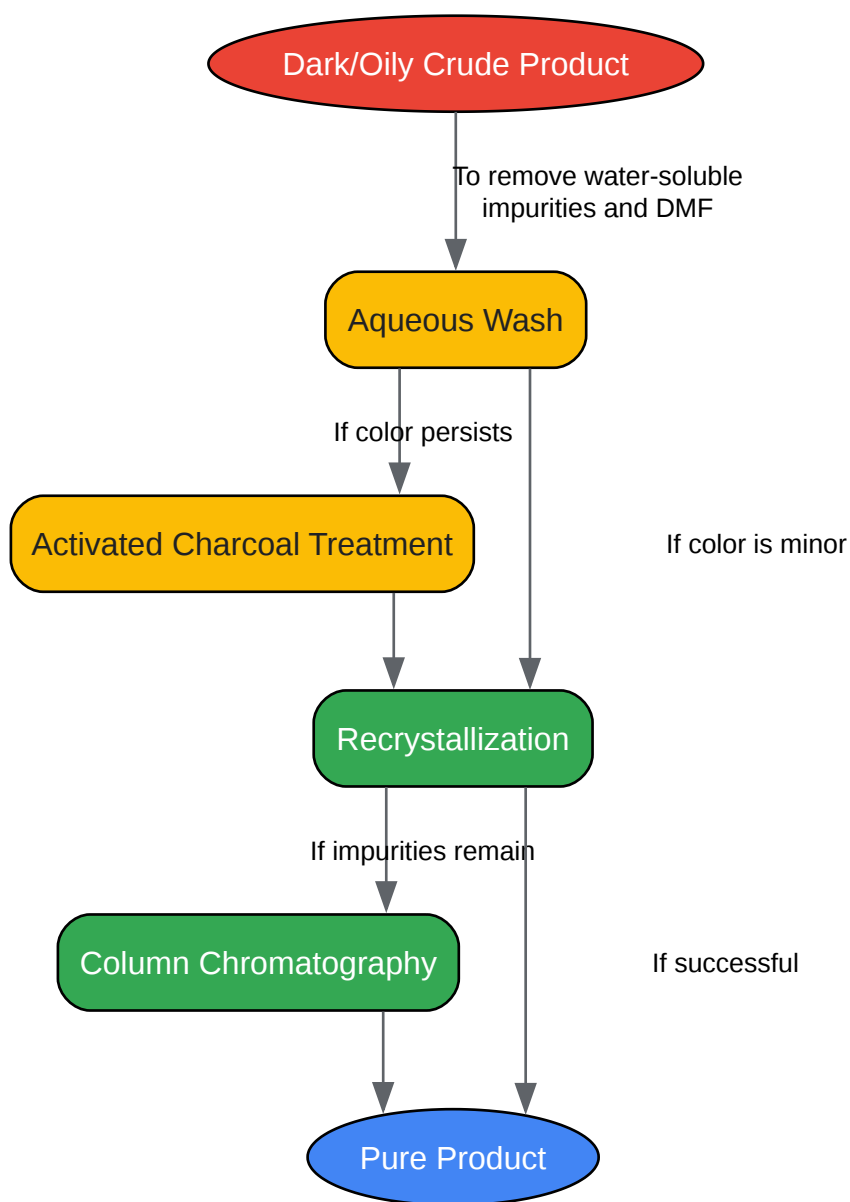 Dark/Oily Crude Product
To remove water-soluble
impurities and DMF
Aqueous Wash
If color persists
Activated Charcoal Treatment
If color is minor
Recrystallization
If impurities remain
Column Chromatography
If successful
Pure Product